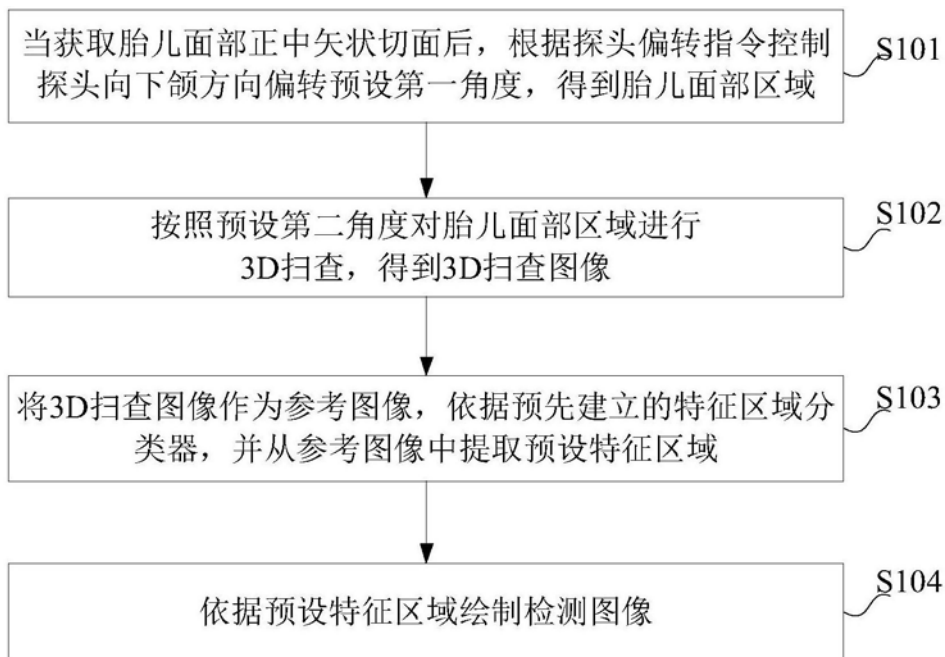 当获取胎儿面部正中矢状切面后，根据探头偏转指令控制
探头向下颌方向偏转预设第一角度，得到胎儿面部区域
S101
按照预设第二角度对胎儿面部区域进行
3D扫查，得到3D扫查图像
S102
将3D扫查图像作为参考图像，依据预先建立的特征区域分
类器，并从参考图像中提取预设特征区域
S103
依据预设特征区域绘制检测图像
S104